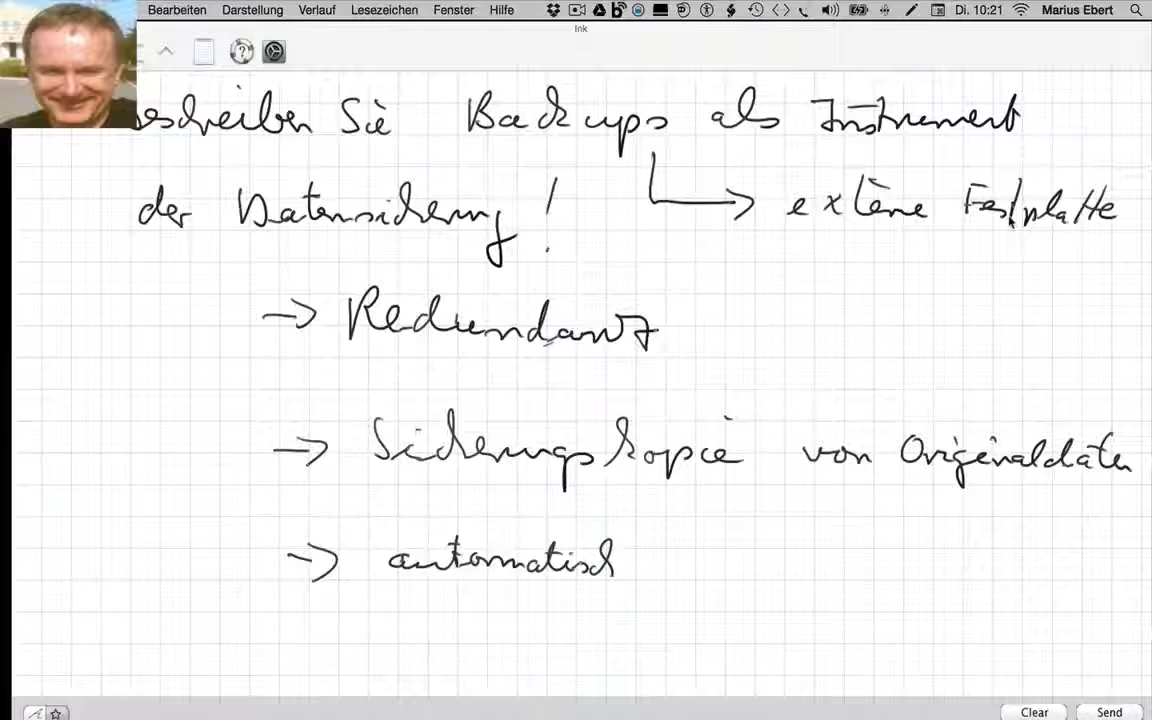 Bearbeiten Darstellung Verlauf Lesezeichen Fenster Hilfe Di. 10:21 Marius Ebert
Ink
eschreiben Sie Backups als Instrument
der Datensicherung!
externe Festplatte
→ Redundanz
→ Sicherungskopie von Originaldaten
→ automatisch
Clear Send